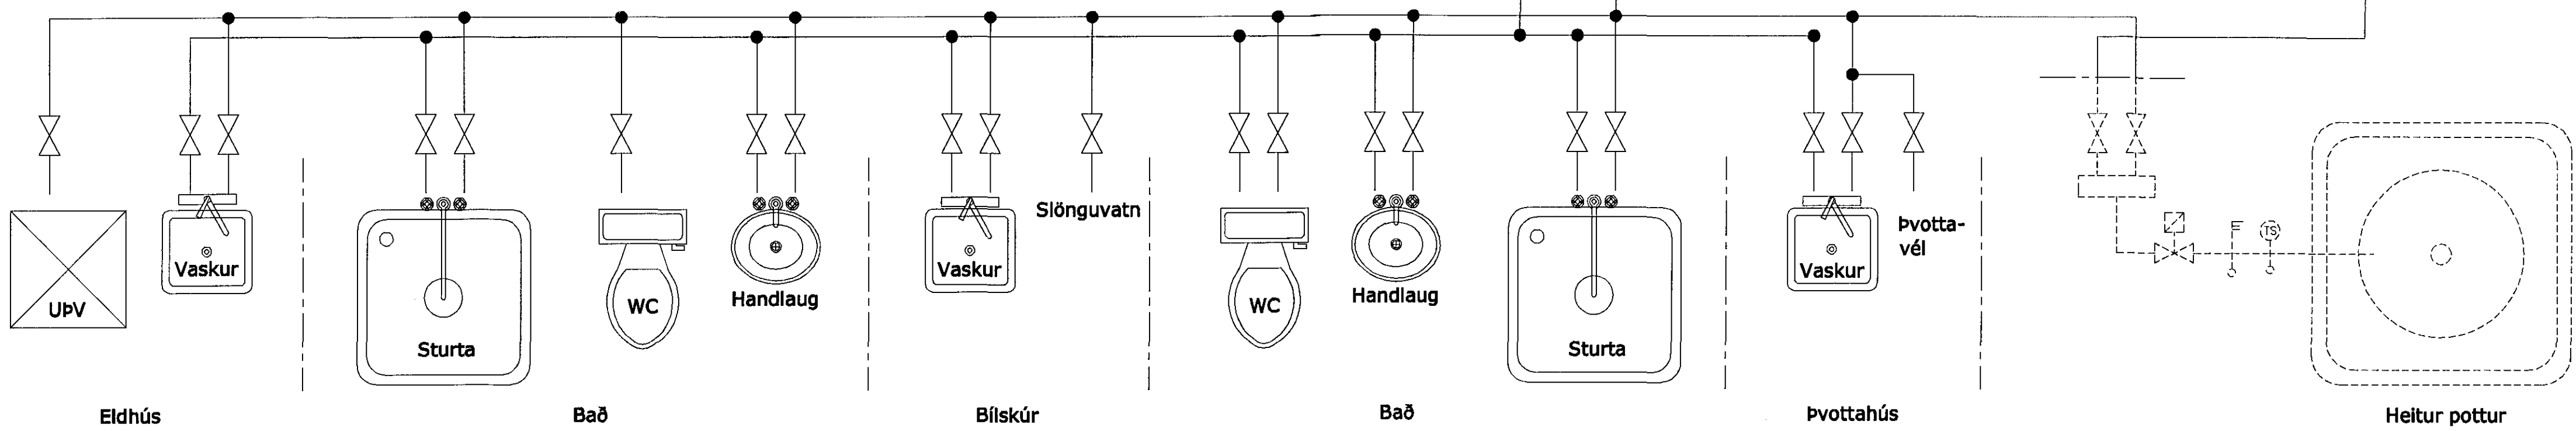 UÞV
Vaskur
Eldhús
Sturta
WC
Handlaug
Bað
Vaskur
Slönguvatn
Bílskúr
WC
Handlaug
Sturta
Bað
Vaskur
Þvotta-
vél
Þvottahús
TS
Heitur pottur